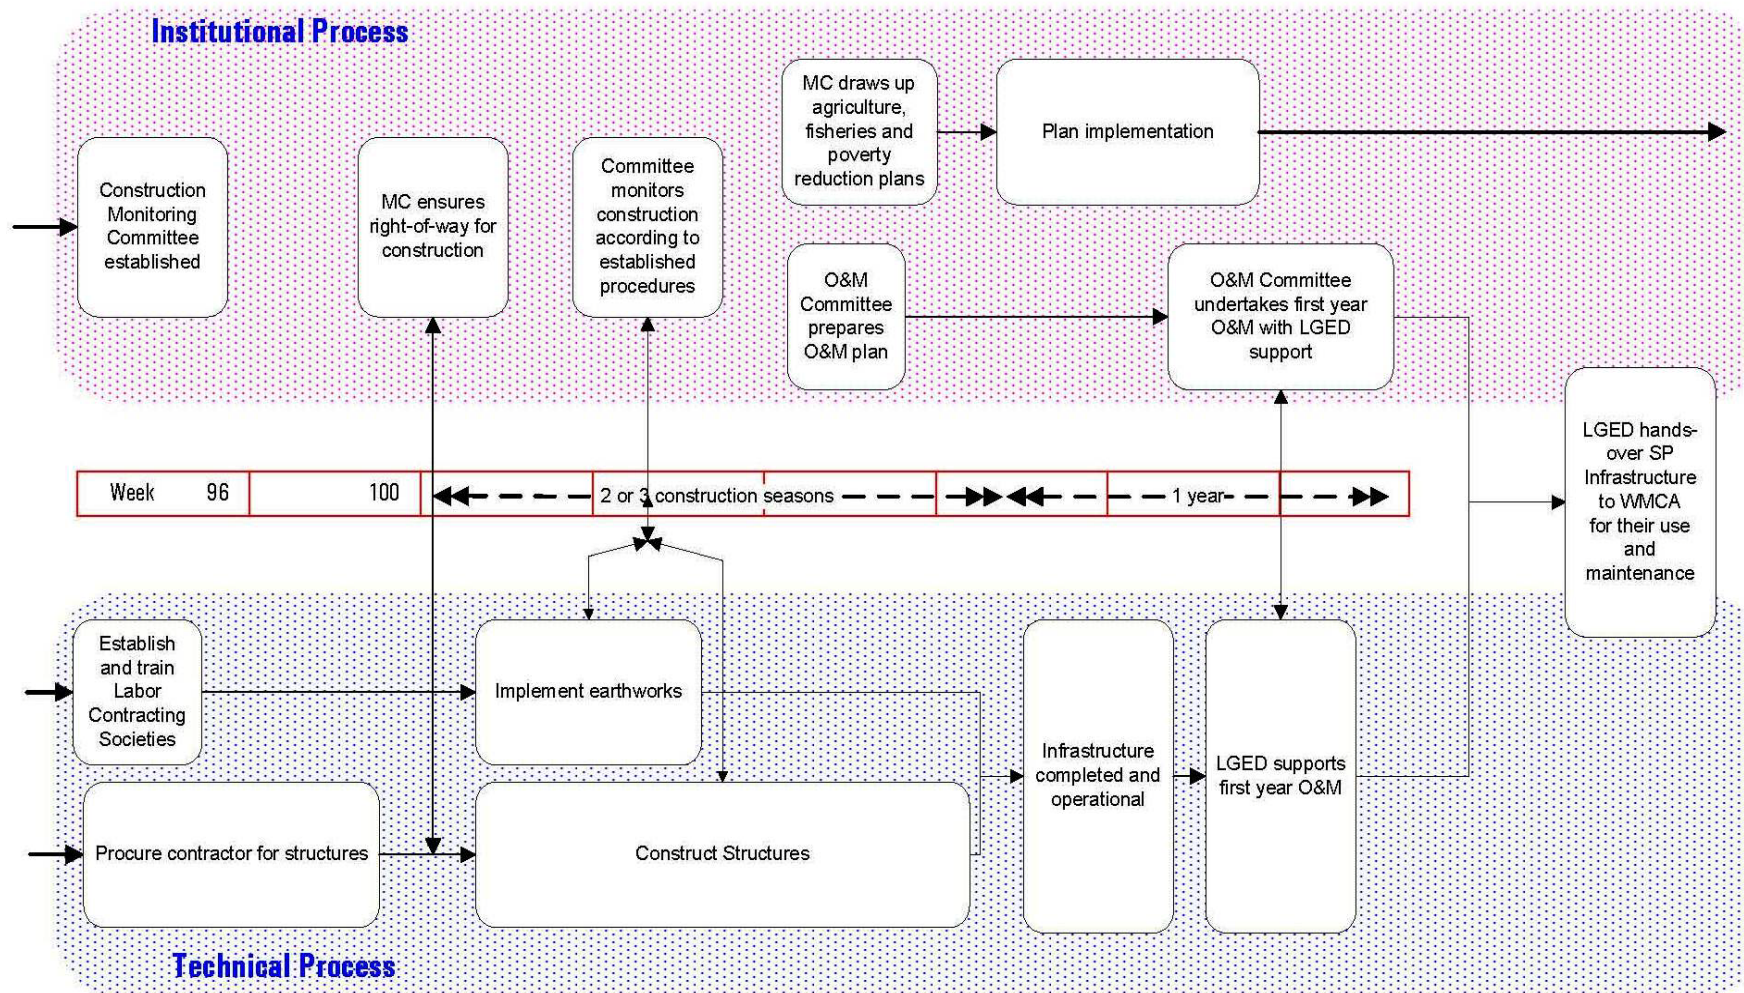 Institutional Process
MC draws up
agriculture,
fisheries and
poverty
reduction plans
Plan implementation
Construction
Monitoring
Committee
established
MC ensures
right-of-way for
construction
Committee
monitors
construction
according to
established
procedures
O&M
Committee
prepares
O&M plan
O&M Committee
undertakes first year
O&M with LGED
support
LGED hands-
over SP
Infrastructure
to WMCA
for their use
and
maintenance
Week 96 100 2 or 3 construction seasons 1 year
Establish
and train
Labor
Contracting
Societies
Implement earthworks
Infrastructure
completed and
operational
LGED supports
first year O&M
Procure contractor for structures
Construct Structures
Technical Process